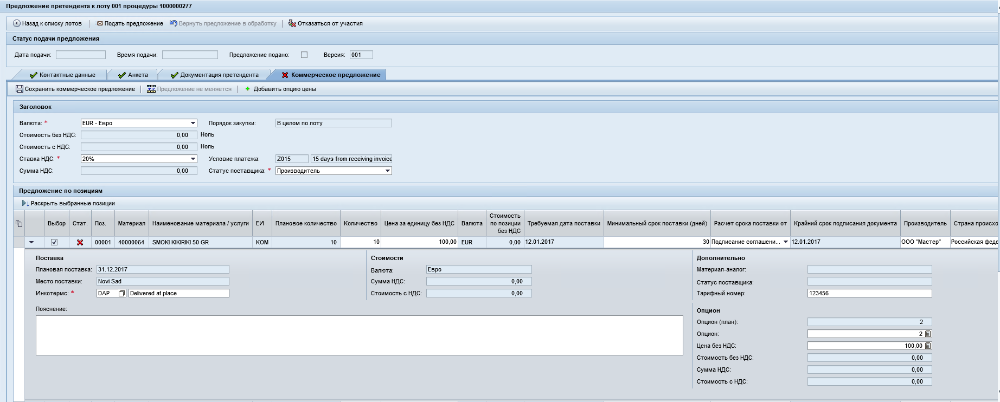 Предложение претендента к лоту 001 процедуры 1000000277
Назад к списку лотов Подать предложение Вернуть предложение в обработку Отказаться от участия
Статус подачи предложения
Дата подачи: Время подачи: Предложение подано: Версия: 001
Контактные данные Анкета Документация претендента Коммерческое предложение
Сохранить коммерческое предложение Предложение не меняется Добавить опцию цены
Заголовок
Валюта: * EUR - Евро Порядок закупки: В целом по лоту
Стоимость без НДС: 0,00 Ноль
Стоимость с НДС: 0,00 Ноль
Ставка НДС: * 20% Условие платежа: Z015 15 days from receiving invoice
Сумма НДС: 0,00 Статус поставщика: * Производитель
Предложение по позициям
Раскрыть выбранные позиции
Выбор Стат. Поз. Материал Наименование материала / услуги ЕИ Плановое количество Количество Цена за единицу без НДС Валюта Стоимость по позиции без НДС Требуемая дата поставки Минимальный срок поставки (дней) Расчет срока поставки от Крайний срок подписания документа Производитель Страна происхо
00001 40000064 SMOKI KIKIRIKI 50 GR KOM 10 10 100,00 EUR 0,00 12.01.2017 30 Подписание соглашени... 12.01.2017 ООО "Мастер" Российская феде
Поставка Стоимости Дополнительно
Плановая поставка: 31.12.2017 Валюта: Евро Материал-аналог:
Место поставки: Novi Sad Сумма НДС: 0,00 Статус поставщика:
Инкотермс: * DAP Delivered at place Стоимость с НДС: 0,00 Тарифный номер: 123456
Пояснение: Опцион
Опцион (план): 2
Опцион: 2
Цена без НДС: 100,00
Стоимость без НДС: 0,00
Сумма НДС: 0,00
Стоимость с НДС: 0,00